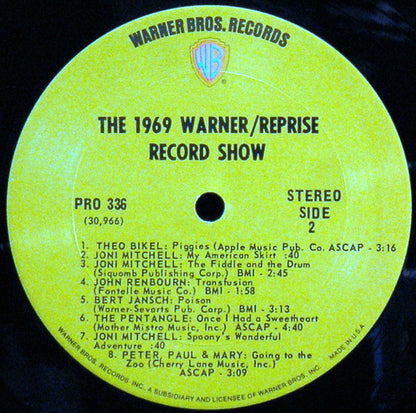 WARNER BROS. RECORDS
WB
THE 1969 WARNER/REPRISE
RECORD SHOW
PRO 336
(30,966)
STEREO
SIDE
2
1. THEO BIKEL: Piggies (Apple Music Pub. Co. ASCAP - 3:16
2. JONI MITCHELL: My American Skirt :40
3. JONI MITCHELL: The Fiddle and the Drum
(Siquomb Publishing Corp.) BMI - 2:45
4. JOHN RENBOURN: Transfusion
(Fontelle Music Co.) BMI - 1:58
5. BERT JANSCH: Poison
(Warner-Sevarts Pub. Corp.) BMI - 3:13
6. THE PENTANGLE: Once I Had a Sweetheart
(Mother Mistro Music, Inc.) ASCAP - 4:40
7. JONI MITCHELL: Spoony's Wonderful
Adventure :40
8. PETER, PAUL & MARY: Going to the
Zoo (Cherry Lane Music, Inc.)
ASCAP - 3:09
WARNER BROS. RECORDS INC. A SUBSIDIARY AND LICENSEE OF WARNER BROS. INC. MADE IN U.S.A.